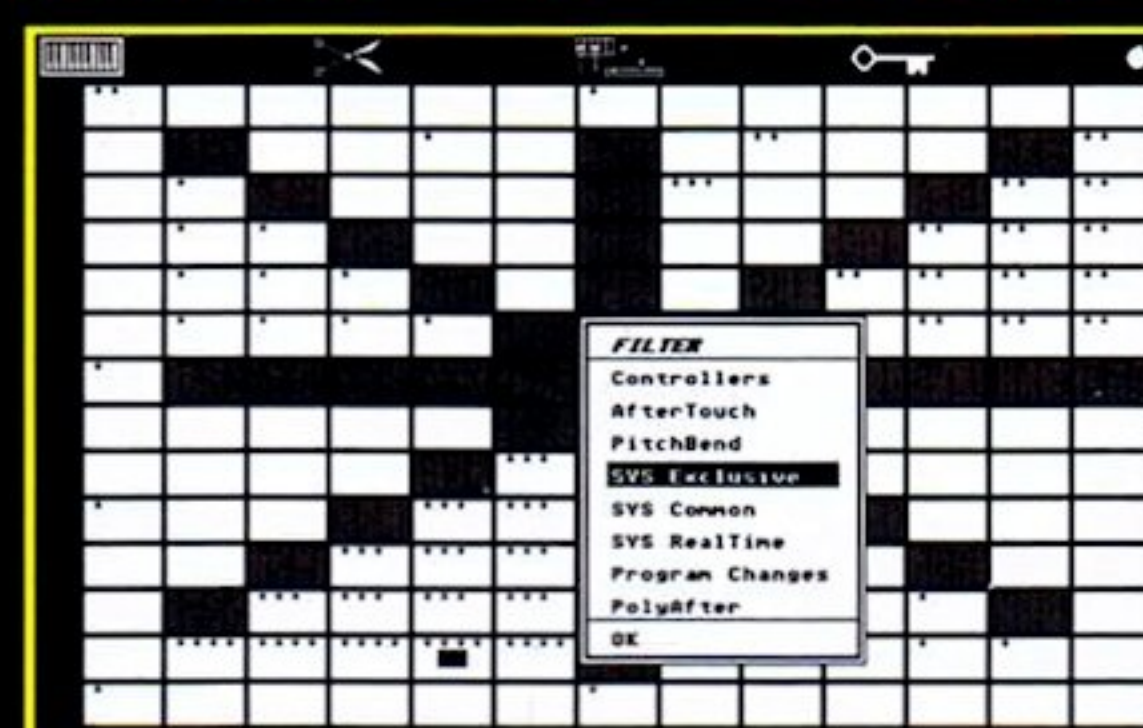 FILTER
Controllers
AfterTouch
PitchBend
SYS Exclusive
SYS Common
SYS RealTime
Program Changes
PolyAfter
OK